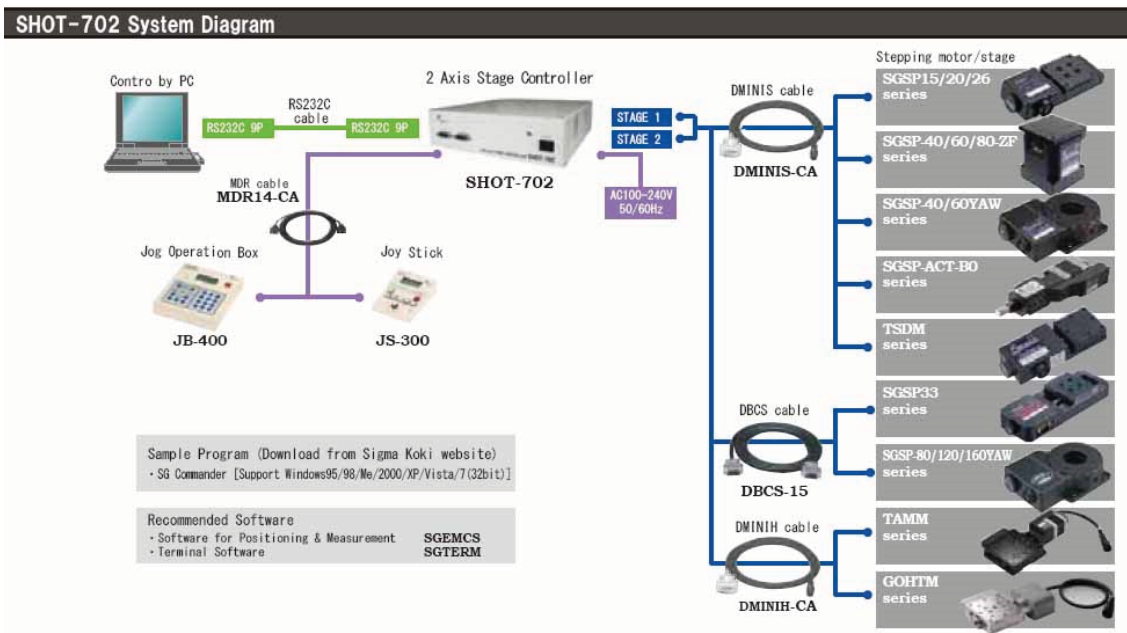 SHOT-702 System Diagram
Contro by PC
RS232C 9P
RS232C
cable
RS232C 9P
2 Axis Stage Controller
SHOT-702
STAGE 1
STAGE 2
AC100-240V
50/60Hz
MDR cable
MDR14-CA
Jog Operation Box
JB-400
Joy Stick
JS-300
DMINIS cable
DMINIS-CA
DBCS cable
DBCS-15
DMINIH cable
DMINIH-CA
Stepping motor/stage
SGSP15/20/26
series
SGSP-40/60/80-ZF
series
SGSP-40/60YAW
series
SGSP-ACT-B0
series
TSDM
series
SGSP33
series
SGSP-80/120/160YAW
series
TAMM
series
GOHTM
series
Sample Program (Download from Sigma Koki website)
・SG Commander [Support Windows95/98/Me/2000/XP/Vista/7(32bit)]
Recommended Software
・Software for Positioning & Measurement SGEMCS
・Terminal Software SGTERM